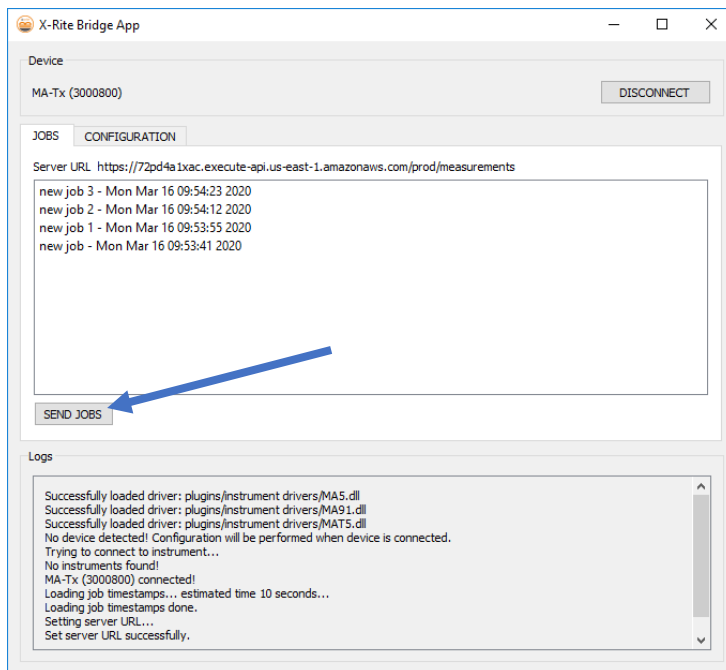 X-Rite Bridge App
Device
MA-Tx (3000800)
DISCONNECT
JOBS
CONFIGURATION
Server URL https://72pd4a1xac.execute-api.us-east-1.amazonaws.com/prod/measurements
new job 3 - Mon Mar 16 09:54:23 2020
new job 2 - Mon Mar 16 09:54:12 2020
new job 1 - Mon Mar 16 09:53:55 2020
new job - Mon Mar 16 09:53:41 2020
SEND JOBS
Logs
Successfully loaded driver: plugins/instrument drivers/MA5.dll
Successfully loaded driver: plugins/instrument drivers/MA91.dll
Successfully loaded driver: plugins/instrument drivers/MAT5.dll
No device detected! Configuration will be performed when device is connected.
Trying to connect to instrument...
No instruments found!
MA-Tx (3000800) connected!
Loading job timestamps... estimated time 10 seconds...
Loading job timestamps done.
Setting server URL...
Set server URL successfully.